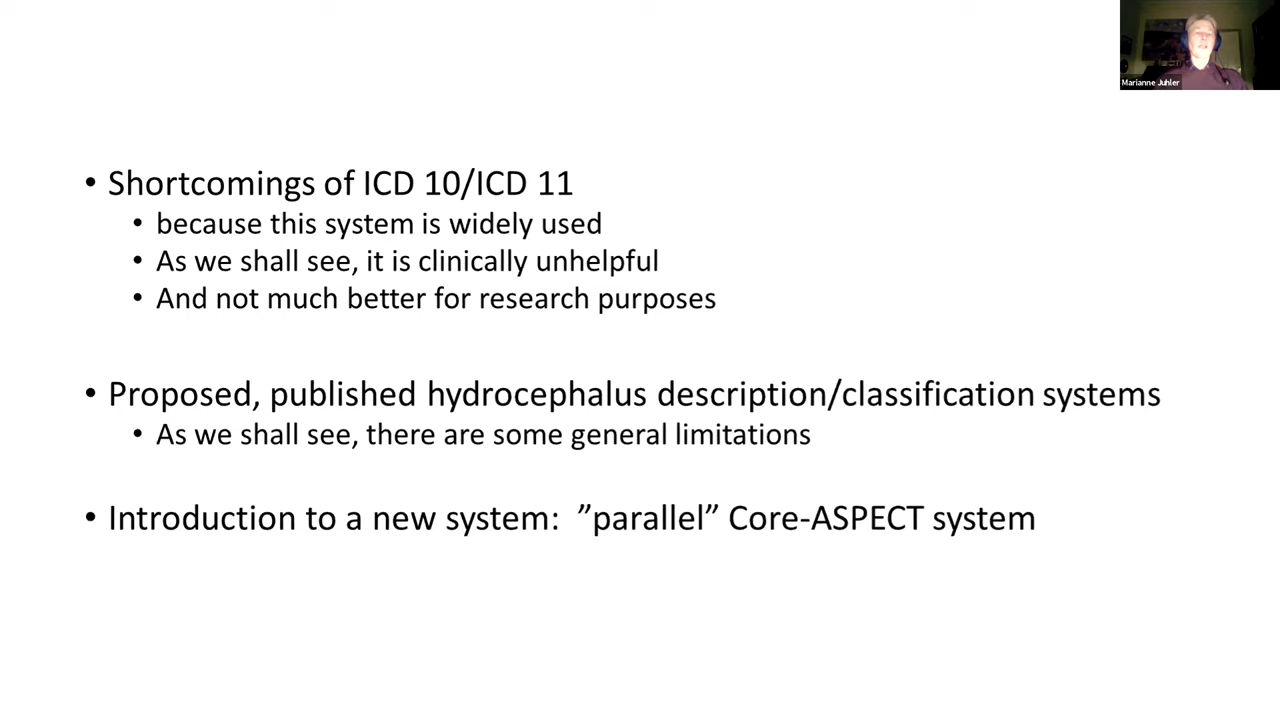 Marianne Juhler
• Shortcomings of ICD 10/ICD 11
• because this system is widely used
• As we shall see, it is clinically unhelpful
• And not much better for research purposes
• Proposed, published hydrocephalus description/classification systems
• As we shall see, there are some general limitations
• Introduction to a new system:  ”parallel” Core-ASPECT system